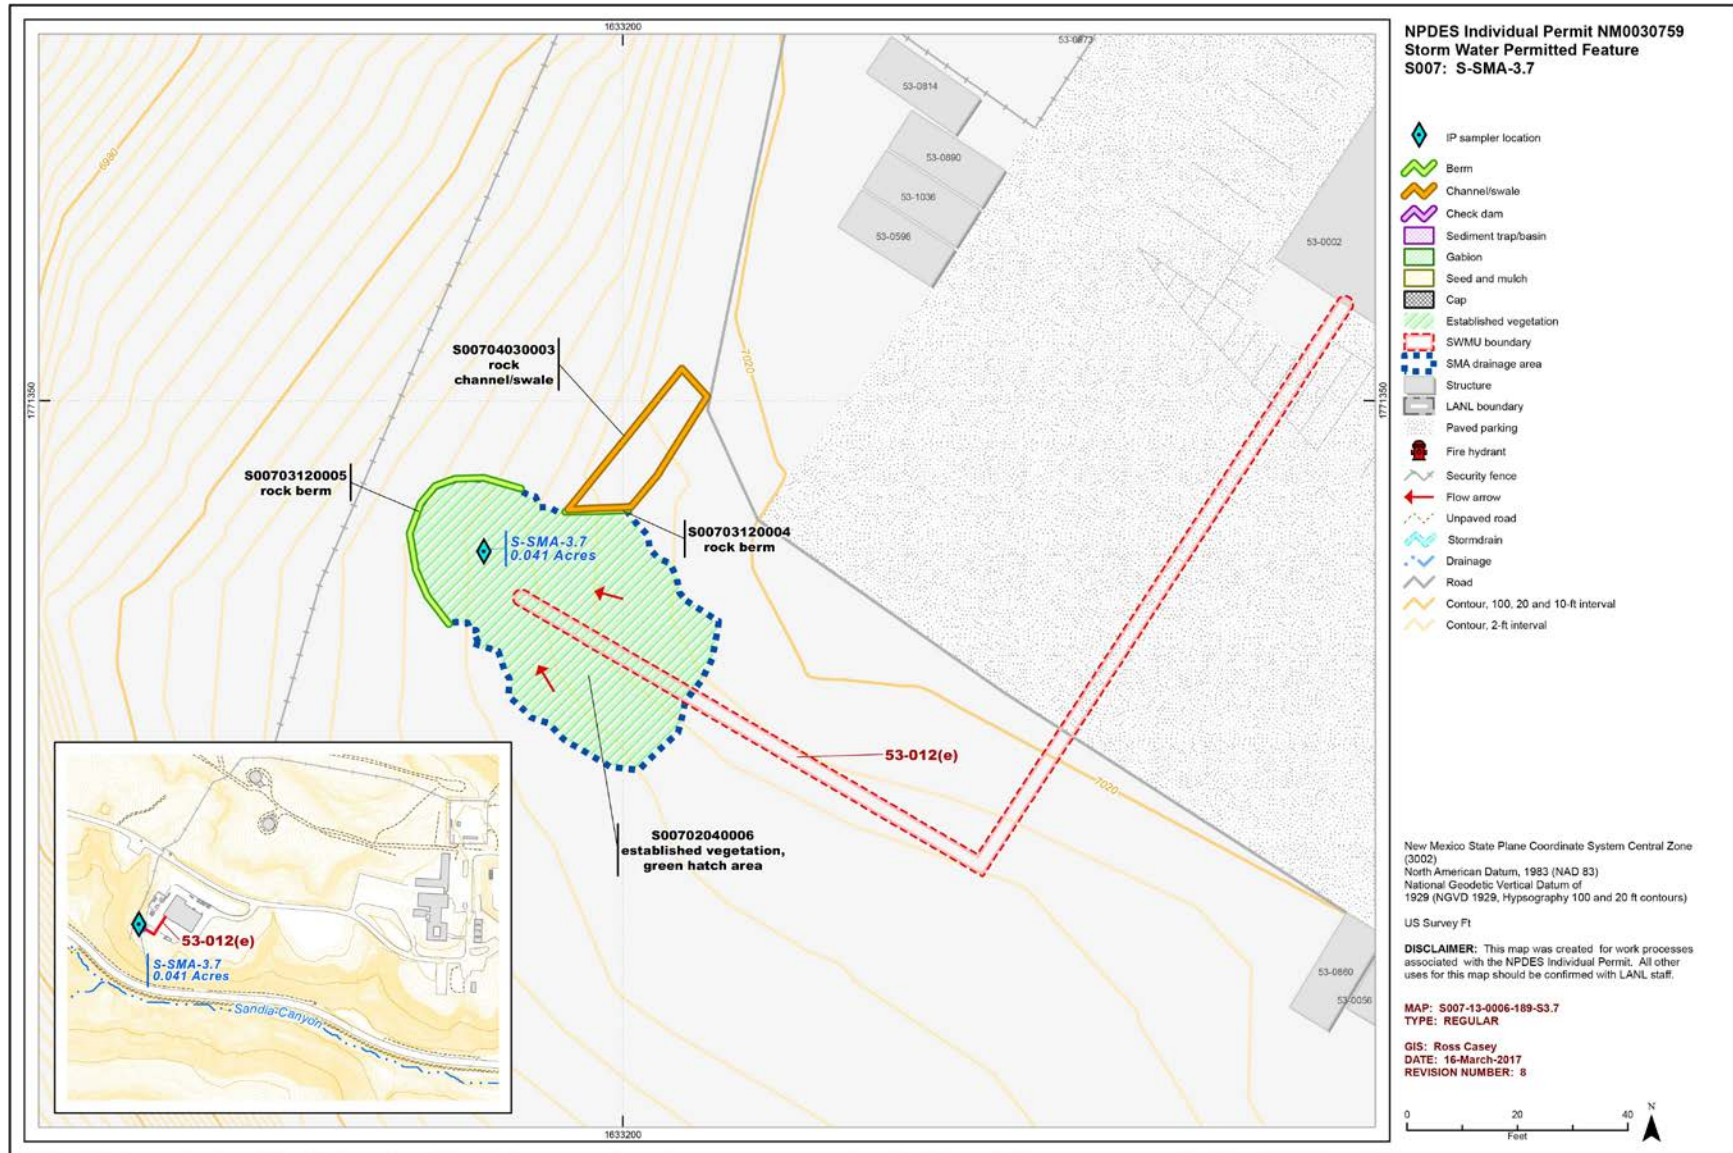 1633200
NPDES Individual Permit NM0030759
Storm Water Permitted Feature
S007: S-SMA-3.7
53-0973
53-0814
6980
53-0890
53-1036
53-0596
53-0002
IP sampler location
Berm
Channel/swale
Check dam
Sediment trap/basin
Gabion
Seed and mulch
Cap
Established vegetation
SWMU boundary
SMA drainage area
Structure
LANL boundary
Paved parking
Fire hydrant
Security fence
Flow arrow
Unpaved road
Stormdrain
Drainage
Road
Contour, 100, 20 and 10-ft interval
Contour, 2-ft interval
S00704030003
rock
channel/swale
7020
1771350
1771350
S00703120005
rock berm
S00703120004
rock berm
S-SMA-3.7
0.041 Acres
53-012(e)
7020
S00702040006
established vegetation,
green hatch area
53-012(e)
S-SMA-3.7
0.041 Acres
Sandia Canyon
53-0860
53-0056
New Mexico State Plane Coordinate System Central Zone
(3002)
North American Datum, 1983 (NAD 83)
National Geodetic Vertical Datum of
1929 (NGVD 1929, Hypsography 100 and 20 ft contours)
US Survey Ft
DISCLAIMER: This map was created for work processes
associated with the NPDES Individual Permit. All other
uses for this map should be confirmed with LANL staff.
MAP: S007-13-0006-189-S3.7
TYPE: REGULAR
GIS: Ross Casey
DATE: 16-March-2017
REVISION NUMBER: 8
0 20 40
Feet
N
1633200